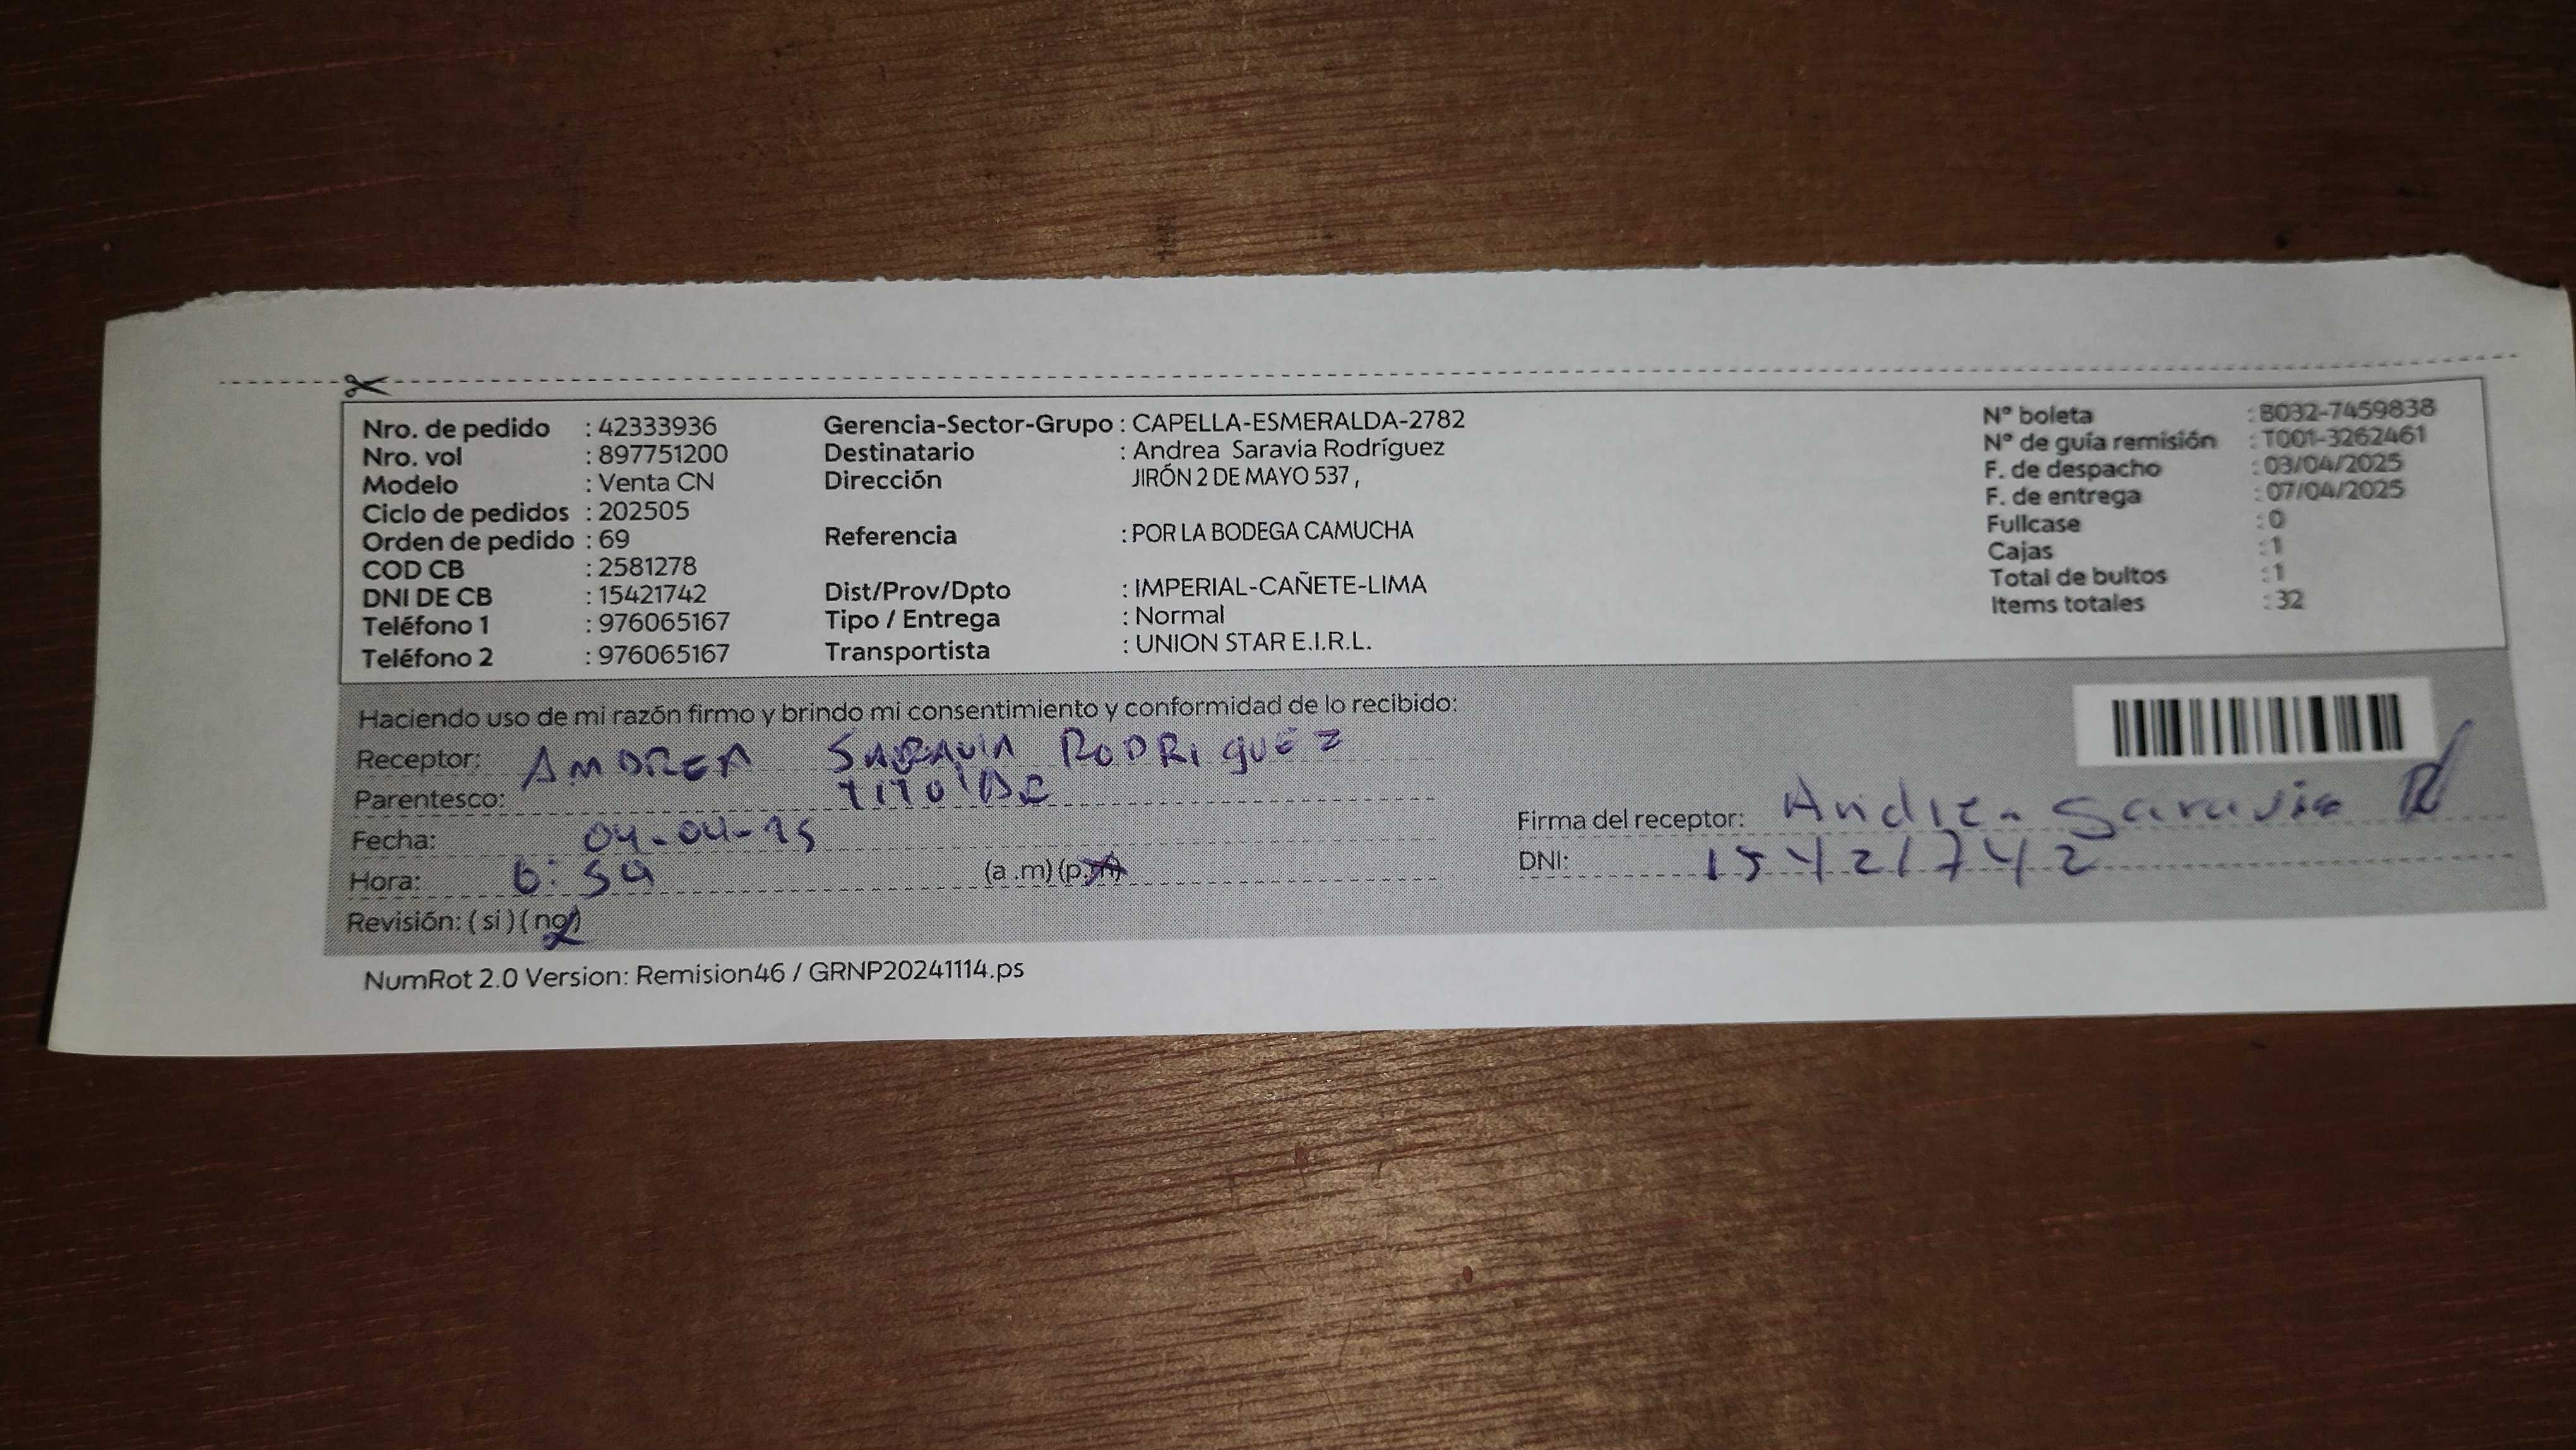 Nro. de pedido : 42333936 Gerencia-Sector-Grupo : CAPELLA-ESMERALDA-2782 N° boleta : B032-7459838
Nro. vol : 897751200 Destinatario : Andrea Saravia Rodríguez N° de guía remisión : T001-3262461
Modelo : Venta CN Dirección JIRÓN 2 DE MAYO 537 , F. de despacho : 03/04/2025
Ciclo de pedidos : 202505 F. de entrega : 07/04/2025
Orden de pedido : 69 Referencia : POR LA BODEGA CAMUCHA Fullcase : 0
COD CB : 2581278 Cajas : 1
DNI DE CB : 15421742 Dist/Prov/Dpto : IMPERIAL-CAÑETE-LIMA Total de bultos : 1
Teléfono 1 : 976065167 Tipo / Entrega : Normal Items totales : 32
Teléfono 2 : 976065167 Transportista : UNION STAR E.I.R.L.
Haciendo uso de mi razón firmo y brindo mi consentimiento y conformidad de lo recibido:
Receptor: ANDREA SARAVIA RODRIGUEZ
Parentesco:
Fecha: 04-04-25
Firma del receptor: Andrea Saravia R
Hora: 6:59 (a .m) (p.m)
DNI: 15421742
Revisión: ( si ) ( no)
NumRot 2.0 Version: Remision46 / GRNP20241114.ps